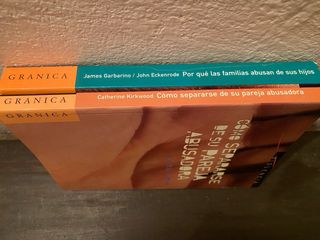 GRANICA James Garbarino / John Eckenrode Por qué las familias abusan de sus hijos
GRANICA Catherine Kirkwood Cómo separarse de su pareja abusadora
GRANICA
CÓMO SEPARARSE
DE SU PAREJA
ABUSADORA